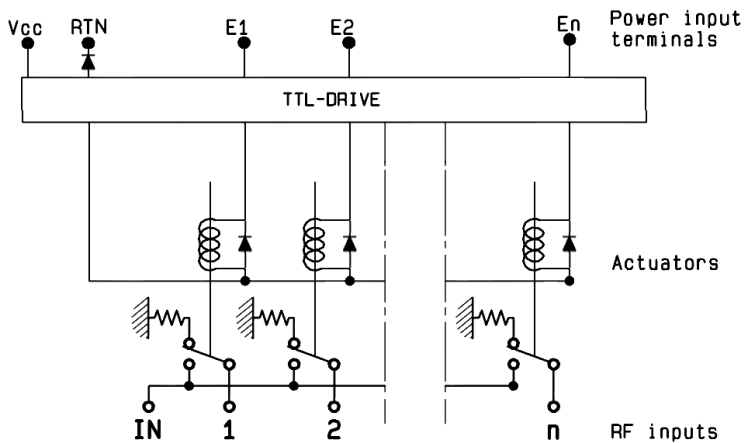 Vcc RTN E1 E2 En Power input
terminals
TTL-DRIVE
Actuators
IN 1 2 n RF inputs